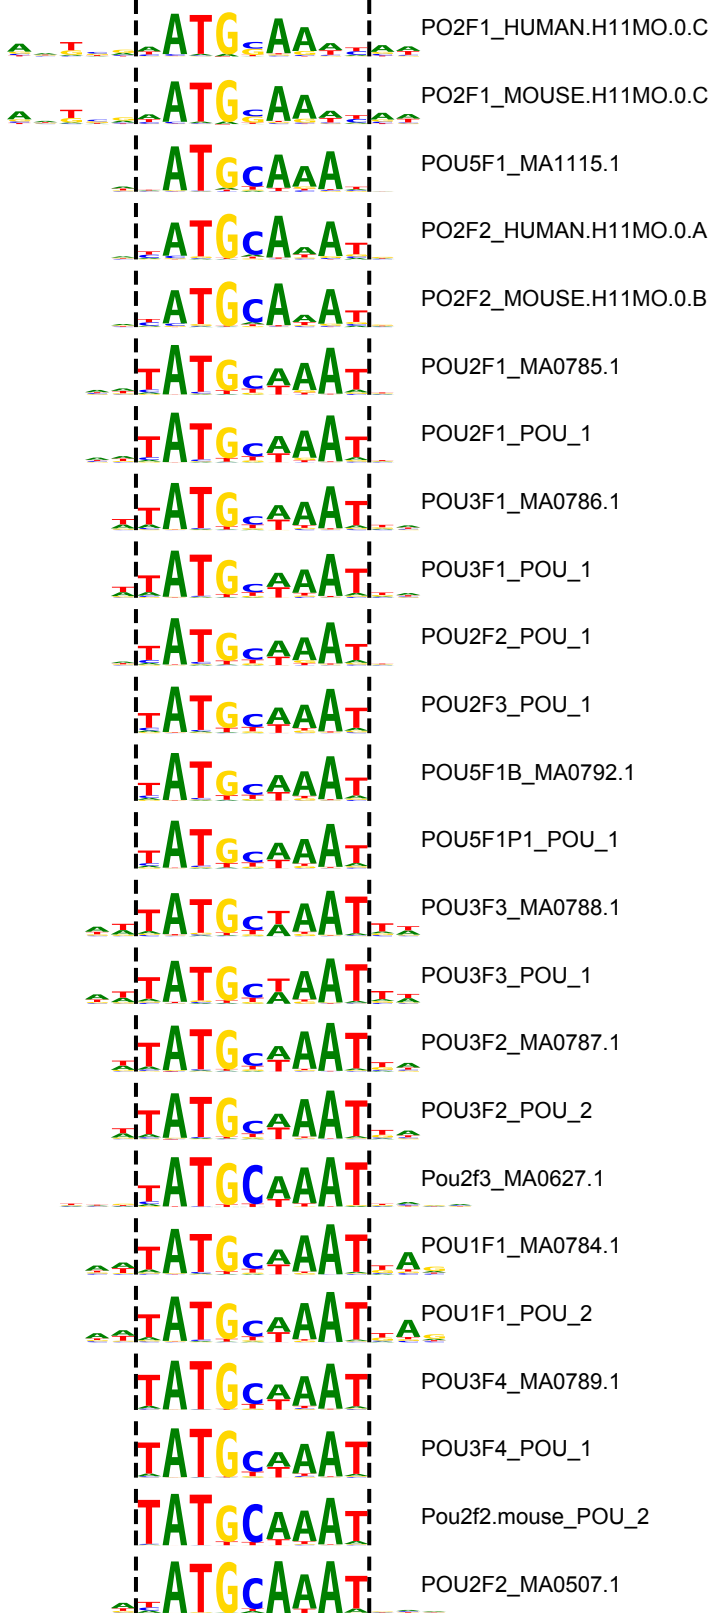 PO2F1_HUMAN.H11MO.0.C
PO2F1_MOUSE.H11MO.0.C
POU5F1_MA1115.1
PO2F2_HUMAN.H11MO.0.A
PO2F2_MOUSE.H11MO.0.B
POU2F1_MA0785.1
POU2F1_POU_1
POU3F1_MA0786.1
POU3F1_POU_1
POU2F2_POU_1
POU2F3_POU_1
POU5F1B_MA0792.1
POU5F1P1_POU_1
POU3F3_MA0788.1
POU3F3_POU_1
POU3F2_MA0787.1
POU3F2_POU_2
Pou2f3_MA0627.1
POU1F1_MA0784.1
POU1F1_POU_2
POU3F4_MA0789.1
POU3F4_POU_1
Pou2f2.mouse_POU_2
POU2F2_MA0507.1